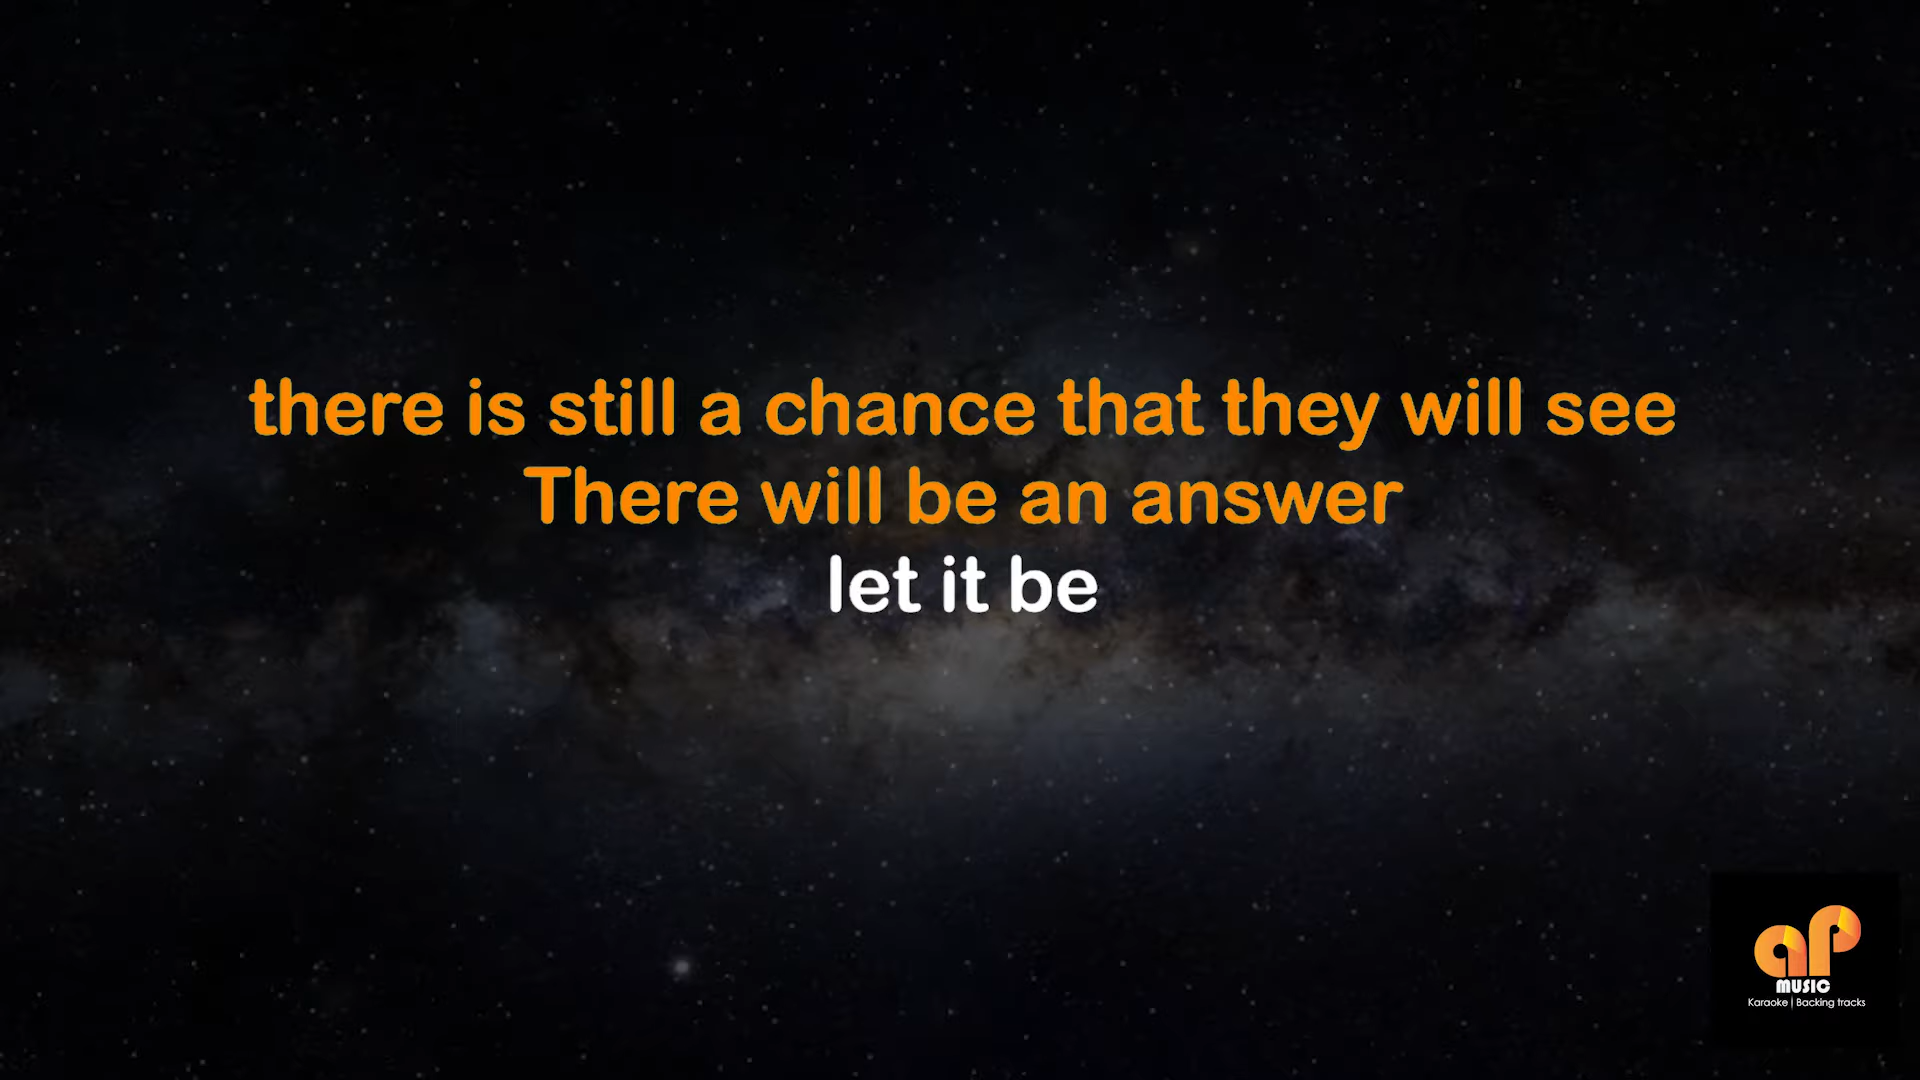 there is still a chance that they will see
There will be an answer
let it be
aP
MUSIC
Karaoke | Backing tracks